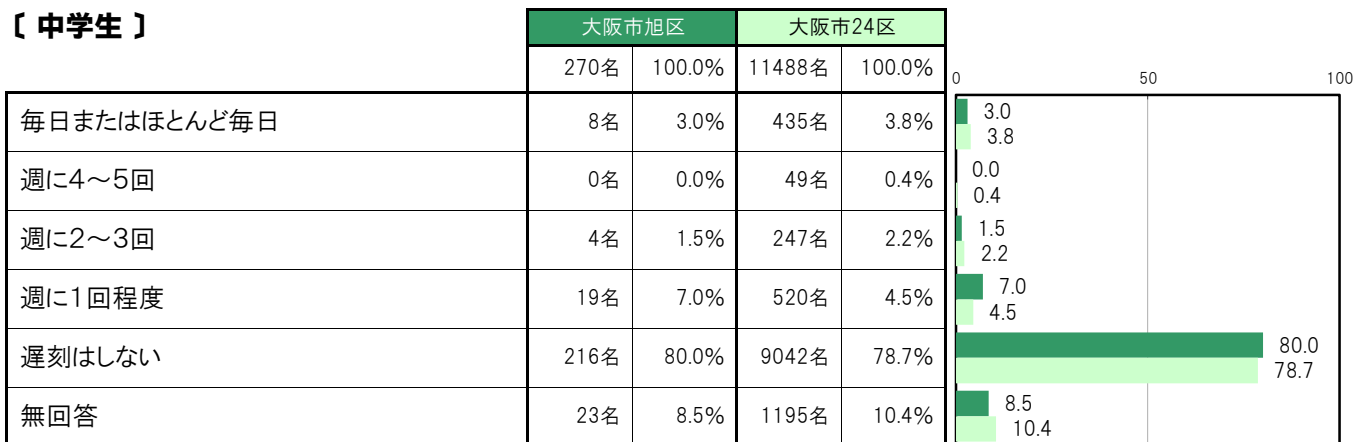 〔 中学生 〕
大阪市旭区 大阪市24区
270名 100.0% 11488名 100.0%
0 50 100
毎日またはほとんど毎日 8名 3.0% 435名 3.8% 3.0
3.8
週に4～5回 0名 0.0% 49名 0.4% 0.0
0.4
週に2～3回 4名 1.5% 247名 2.2% 1.5
2.2
週に1回程度 19名 7.0% 520名 4.5% 7.0
4.5
遅刻はしない 216名 80.0% 9042名 78.7% 80.0
78.7
無回答 23名 8.5% 1195名 10.4% 8.5
10.4